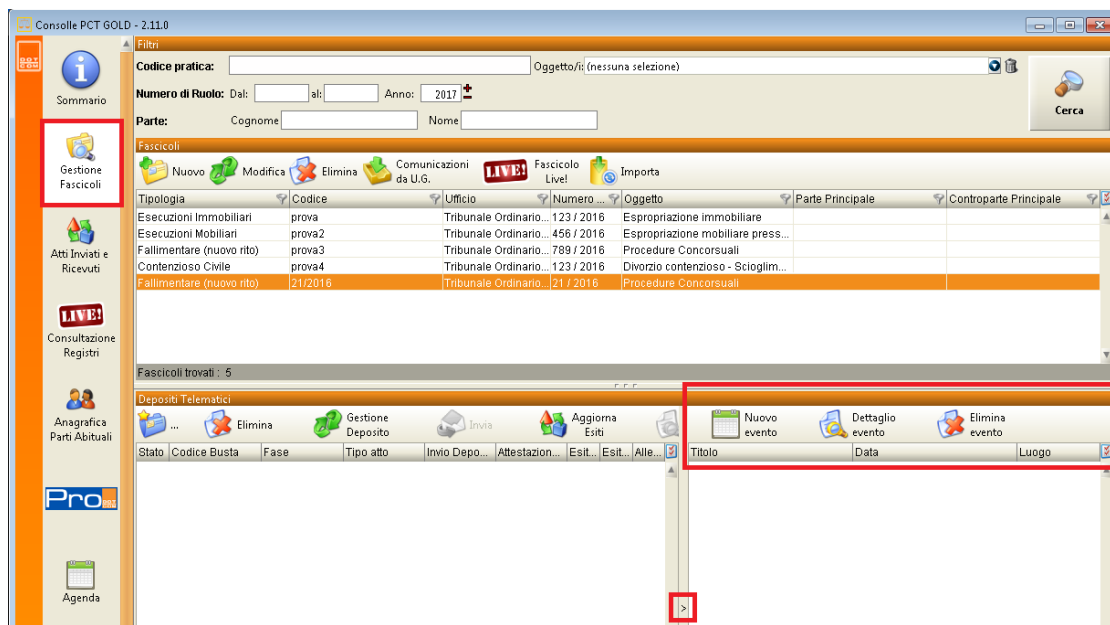 Consolle PCT GOLD - 2.11.0
Filtri
Codice pratica: Oggetto/i: (nessuna selezione)
Numero di Ruolo: Dal: al: Anno: 2017
Parte: Cognome Nome
Cerca
Sommario
Gestione Fascicoli
Atti Inviati e Ricevuti
LIVE!
Consultazione Registri
Anagrafica Parti Abituali
Pro
Agenda
Fascicoli
Nuovo Modifica Elimina Comunicazioni da U.G. LIVE! Fascicolo Live! Importa
Tipologia Codice Ufficio Numero ... Oggetto Parte Principale Controparte Principale
Esecuzioni Immobiliari prova Tribunale Ordinario... 123 / 2016 Espropriazione immobiliare
Esecuzioni Mobiliari prova2 Tribunale Ordinario... 456 / 2016 Espropriazione mobiliare press...
Fallimentare (nuovo rito) prova3 Tribunale Ordinario... 789 / 2016 Procedure Concorsuali
Contenzioso Civile prova4 Tribunale Ordinario... 123 / 2016 Divorzio contenzioso - Scioglim...
Fallimentare (nuovo rito) 21/2016 Tribunale Ordinario... 21 / 2016 Procedure Concorsuali
Fascicoli trovati : 5
Depositi Telematici
... Elimina Gestione Deposito Invia Aggiorna Esiti
Stato Codice Busta Fase Tipo atto Invio Depo... Attestazion... Esit... Esit... Alle...
Nuovo evento Dettaglio evento Elimina evento
Titolo Data Luogo
>